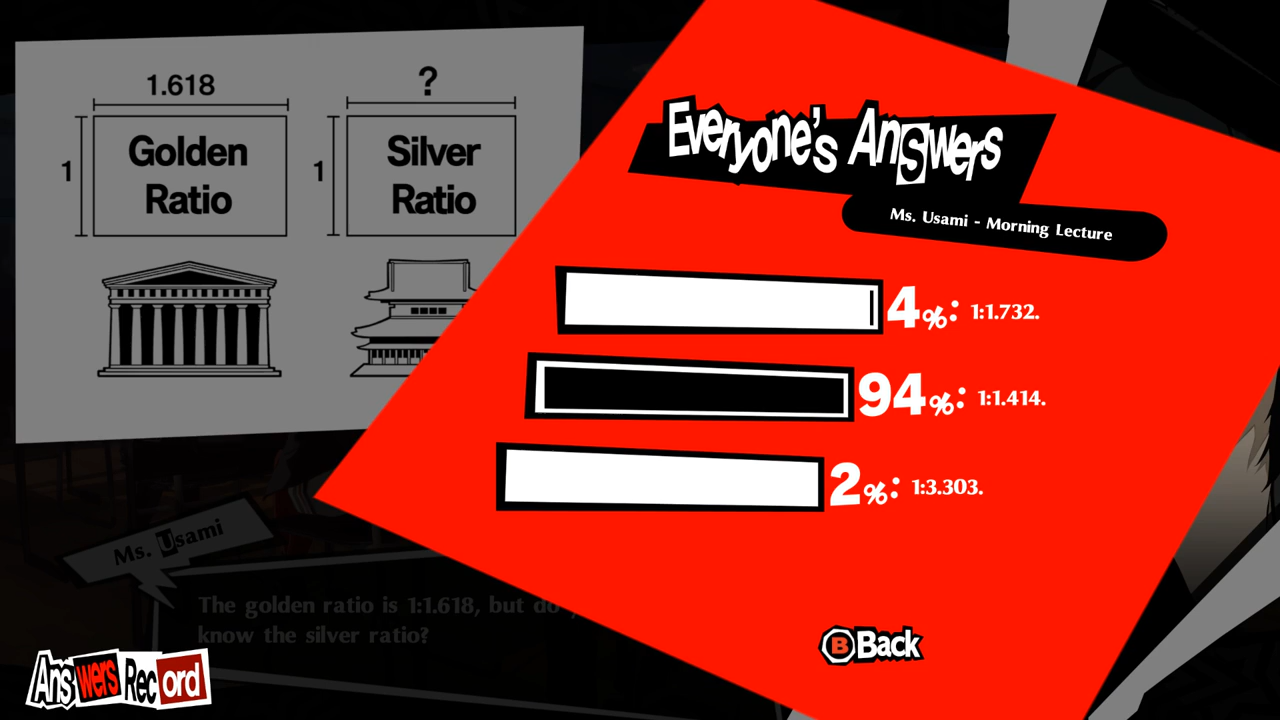 1.618
?
1
Golden
Ratio
1
Silver
Ratio
Everyone's Answers
Ms. Usami - Morning Lecture
4%: 1:1.732.
94%: 1:1.414.
2%: 1:3.303.
Ms. Usami
The golden ratio is 1:1.618, but do
know the silver ratio?
B Back
Answers Record